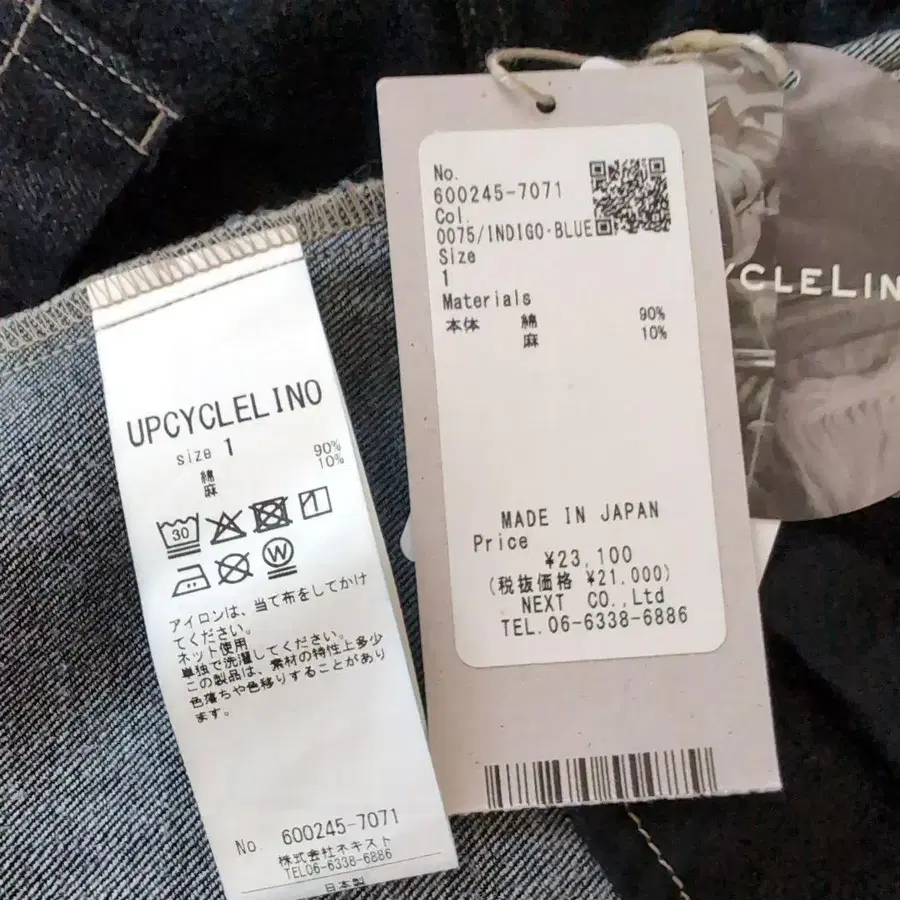 UPCYCLELINO
size 1
綿 90%
麻 10%
30
W
アイロンは、当て布をしてかけ
てください。
ネット使用
単独で洗濯してください。
この製品は、素材の特性上多少
色落ちや色移りすることがあり
ます。
No. 600245-7071
株式会社ネキスト
TEL06-6338-6886
日本製
No.
600245-7071
Col.
0075/INDIGO·BLUE
Size
1
Materials
本体 綿 90%
麻 10%
MADE IN JAPAN
Price
¥23,100
(税抜価格 ¥21,000)
NEXT CO.,Ltd
TEL.06-6338-6886
YCLELIN